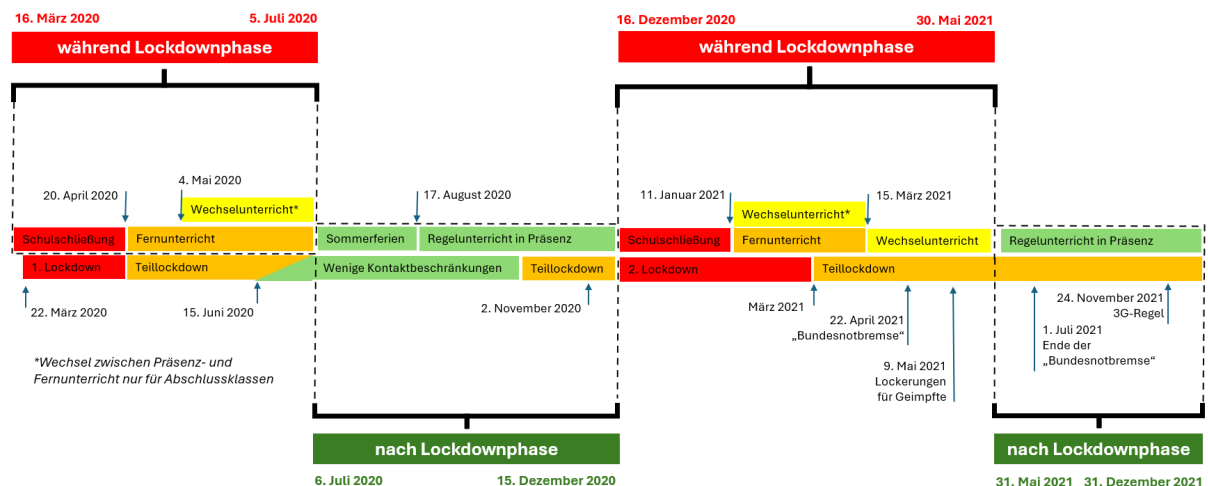 16. März 2020
5. Juli 2020
während Lockdownphase
16. Dezember 2020
30. Mai 2021
während Lockdownphase
20. April 2020
4. Mai 2020
17. August 2020
11. Januar 2021
15. März 2021
Wechselunterricht*
Wechselunterricht*
Schulschließung
Fernunterricht
Sommerferien
Regelunterricht in Präsenz
Schulschließung
Fernunterricht
Wechselunterricht
Regelunterricht in Präsenz
1. Lockdown
Teillockdown
Wenige Kontaktbeschränkungen
Teillockdown
2. Lockdown
Teillockdown
22. März 2020
15. Juni 2020
2. November 2020
März 2021
22. April 2021
„Bundesnotbremse“
9. Mai 2021
Lockerungen
für Geimpfte
1. Juli 2021
Ende der
„Bundesnotbremse“
24. November 2021
3G-Regel
*Wechsel zwischen Präsenz- und
Fernunterricht nur für Abschlussklassen
nach Lockdownphase
6. Juli 2020
15. Dezember 2020
nach Lockdownphase
31. Mai 2021
31. Dezember 2021